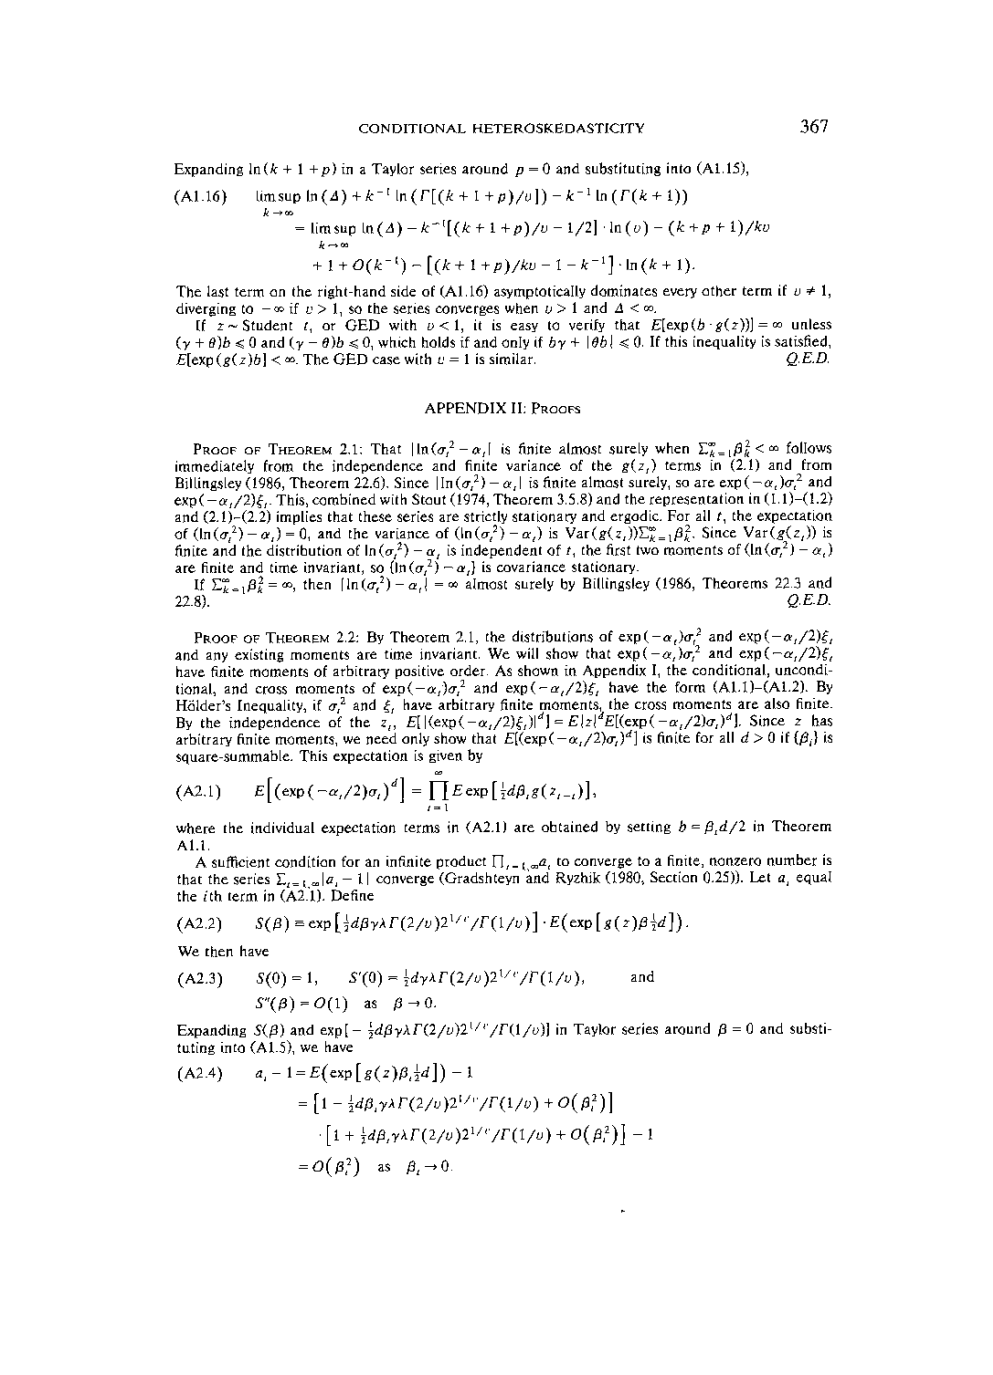 CONDITIONAL HETEROSKEDASTICITY 367
Expanding ln(k + 1 + p) in a Taylor series around p = 0 and substituting into (A1.15),
(A1.16) lim sup ln(Δ) + k⁻¹ ln(Γ[(k + 1 + p)/υ]) − k⁻¹ ln(Γ(k + 1))
k→∞
= lim sup ln(Δ) − k⁻¹[(k + 1 + p)/υ − 1/2] · ln(υ) − (k + p + 1)/kυ
k→∞
+ 1 + O(k⁻¹) − [(k + 1 + p)/kυ − 1 − k⁻¹] · ln(k + 1).
The last term on the right-hand side of (A1.16) asymptotically dominates every other term if υ ≠ 1,
diverging to −∞ if υ > 1, so the series converges when υ > 1 and Δ < ∞.
If z ~ Student t, or GED with υ < 1, it is easy to verify that E[exp(b · g(z))] = ∞ unless
(γ + θ)b ≤ 0 and (γ − θ)b ≤ 0, which holds if and only if bγ + |θb| ≤ 0. If this inequality is satisfied,
E[exp(g(z)b] < ∞. The GED case with υ = 1 is similar. Q.E.D.
APPENDIX II: PROOFS
PROOF OF THEOREM 2.1: That |ln(σₜ² − αₜ| is finite almost surely when Σ∞ₖ₌₁βₖ² < ∞ follows
immediately from the independence and finite variance of the g(zₜ) terms in (2.1) and from
Billingsley (1986, Theorem 22.6). Since |ln(σₜ²) − αₜ| is finite almost surely, so are exp(−αₜ)σₜ² and
exp(−αₜ/2)ξₜ. This, combined with Stout (1974, Theorem 3.5.8) and the representation in (1.1)–(1.2)
and (2.1)–(2.2) implies that these series are strictly stationary and ergodic. For all t, the expectation
of (ln(σₜ²) − αₜ) = 0, and the variance of (ln(σₜ²) − αₜ) is Var(g(zₜ))Σ∞ₖ₌₁βₖ². Since Var(g(zₜ)) is
finite and the distribution of ln(σₜ²) − αₜ is independent of t, the first two moments of (ln(σₜ²) − αₜ)
are finite and time invariant, so {ln(σₜ²) − αₜ} is covariance stationary.
If Σ∞ₖ₌₁βₖ² = ∞, then |ln(σₜ²) − αₜ| = ∞ almost surely by Billingsley (1986, Theorems 22.3 and
22.8). Q.E.D.
PROOF OF THEOREM 2.2: By Theorem 2.1, the distributions of exp(−αₜ)σₜ² and exp(−αₜ/2)ξₜ
and any existing moments are time invariant. We will show that exp(−αₜ)σₜ² and exp(−αₜ/2)ξₜ
have finite moments of arbitrary positive order. As shown in Appendix I, the conditional, uncondi-
tional, and cross moments of exp(−αₜ)σₜ² and exp(−αₜ/2)ξₜ have the form (A1.1)–(A1.2). By
Hölder's Inequality, if σₜ² and ξₜ have arbitrary finite moments, the cross moments are also finite.
By the independence of the zₜ, E[|(exp(−αₜ/2)ξₜ)|ᵈ] = E|z|ᵈE[(exp(−αₜ/2)σₜ)ᵈ]. Since z has
arbitrary finite moments, we need only show that E[(exp(−αₜ/2)σₜ)ᵈ] is finite for all d > 0 if {βᵢ} is
square-summable. This expectation is given by
(A2.1) E[(exp(−αₜ/2)σₜ)ᵈ] = ∏∞ᵢ₌₁ E exp[½dβᵢg(zₜ₋ᵢ)],
where the individual expectation terms in (A2.1) are obtained by setting b = βᵢd/2 in Theorem
A1.1.
A sufficient condition for an infinite product ∏ᵢ₌₁,∞aᵢ to converge to a finite, nonzero number is
that the series Σᵢ₌₁,∞|aᵢ − 1| converge (Gradshteyn and Ryzhik (1980, Section 0.25)). Let aᵢ equal
the ith term in (A2.1). Define
(A2.2) S(β) = exp[½dβγλΓ(2/υ)2^{1/υ}/Γ(1/υ)] · E(exp[g(z)β½d]).
We then have
(A2.3) S(0) = 1, S′(0) = ½dγλΓ(2/υ)2^{1/υ}/Γ(1/υ), and
S″(β) = O(1) as β → 0.
Expanding S(β) and exp[− ½dβγλΓ(2/υ)2^{1/υ}/Γ(1/υ)] in Taylor series around β = 0 and substi-
tuting into (A1.5), we have
(A2.4) aᵢ − 1 = E(exp[g(z)βᵢ½d]) − 1
= [1 − ½dβᵢγλΓ(2/υ)2^{1/υ}/Γ(1/υ) + O(βᵢ²)]
· [1 + ½dβᵢγλΓ(2/υ)2^{1/υ}/Γ(1/υ) + O(βᵢ²)] − 1
= O(βᵢ²) as βᵢ → 0.